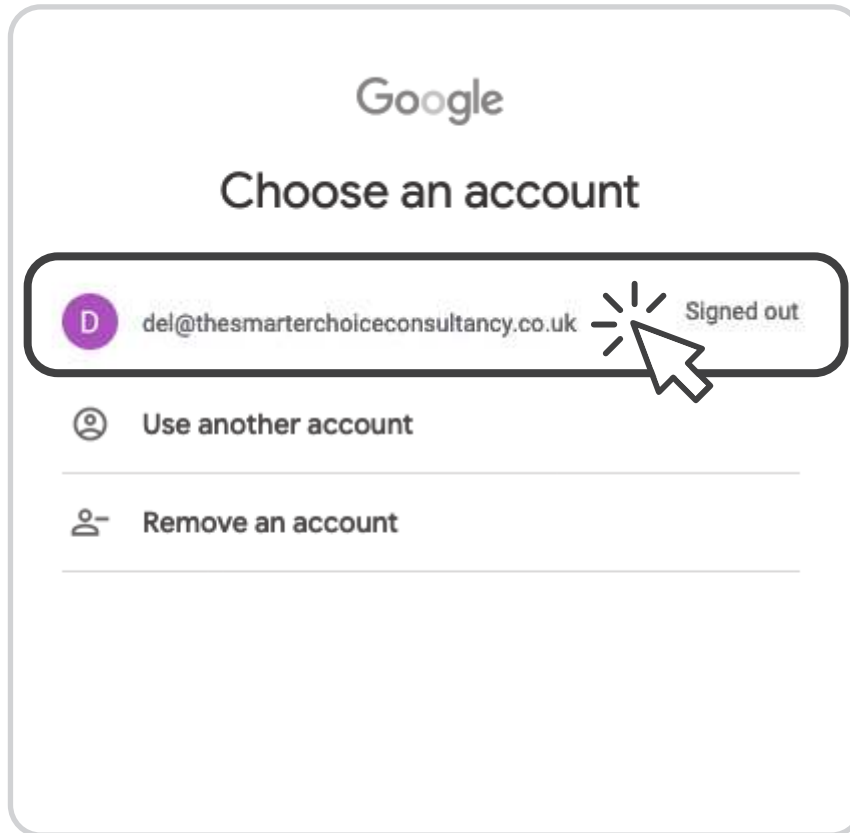 Google
Choose an account
D
del@thesmarterchoiceconsultancy.co.uk
Signed out
Use another account
Remove an account